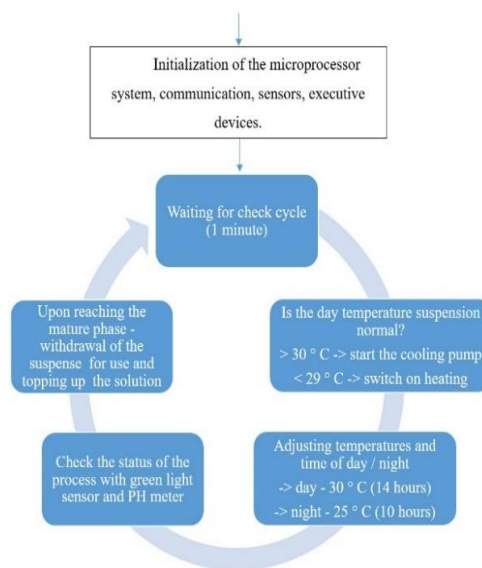 Initialization of the microprocessor
system, communication, sensors, executive
devices.
Waiting for check cycle
(1 minute)
Is the day temperature suspension
normal?
> 30 ° C -> start the cooling pump
< 29 ° C -> switch on heating
Adjusting temperatures and
time of day / night
-> day - 30 ° C (14 hours)
-> night - 25 ° C (10 hours)
Check the status of the
process with green light
sensor and PH meter
Upon reaching the
mature phase -
withdrawal of the
suspense for use and
topping up the solution